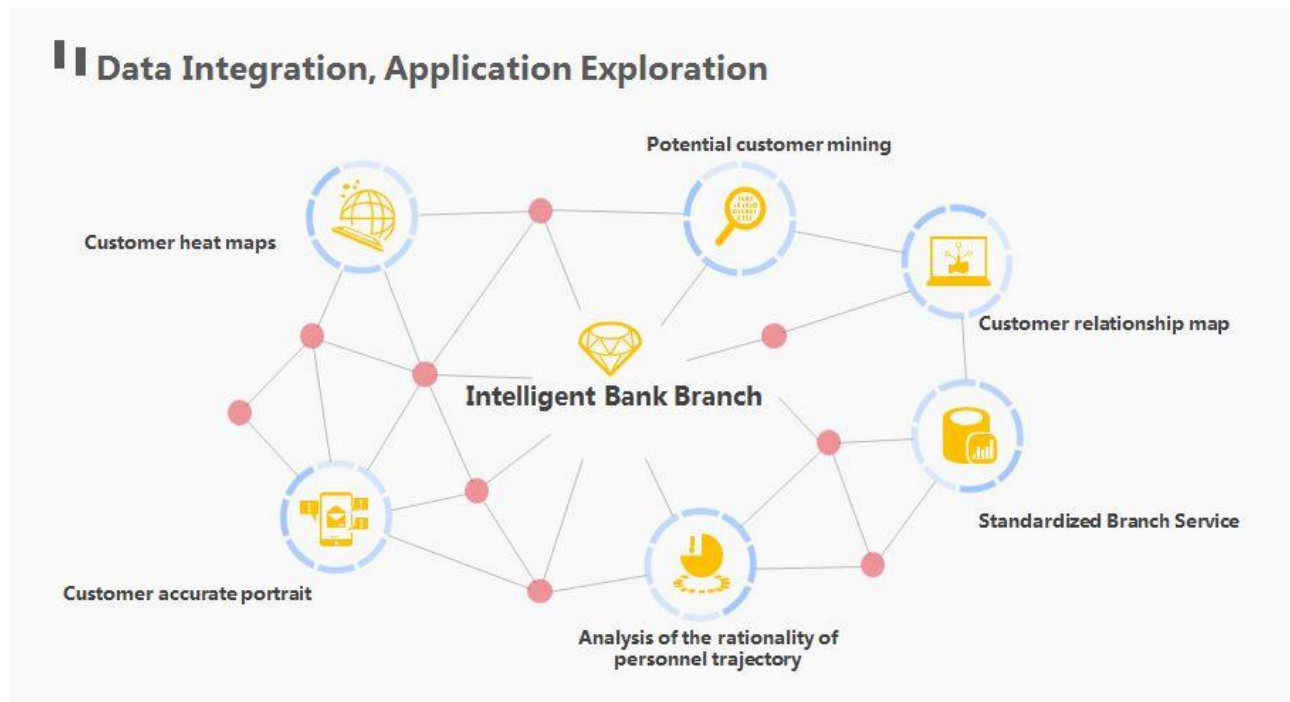 Data Integration, Application Exploration
Potential customer mining
Customer heat maps
Customer relationship map
Intelligent Bank Branch
Standardized Branch Service
Customer accurate portrait
Analysis of the rationality of
personnel trajectory